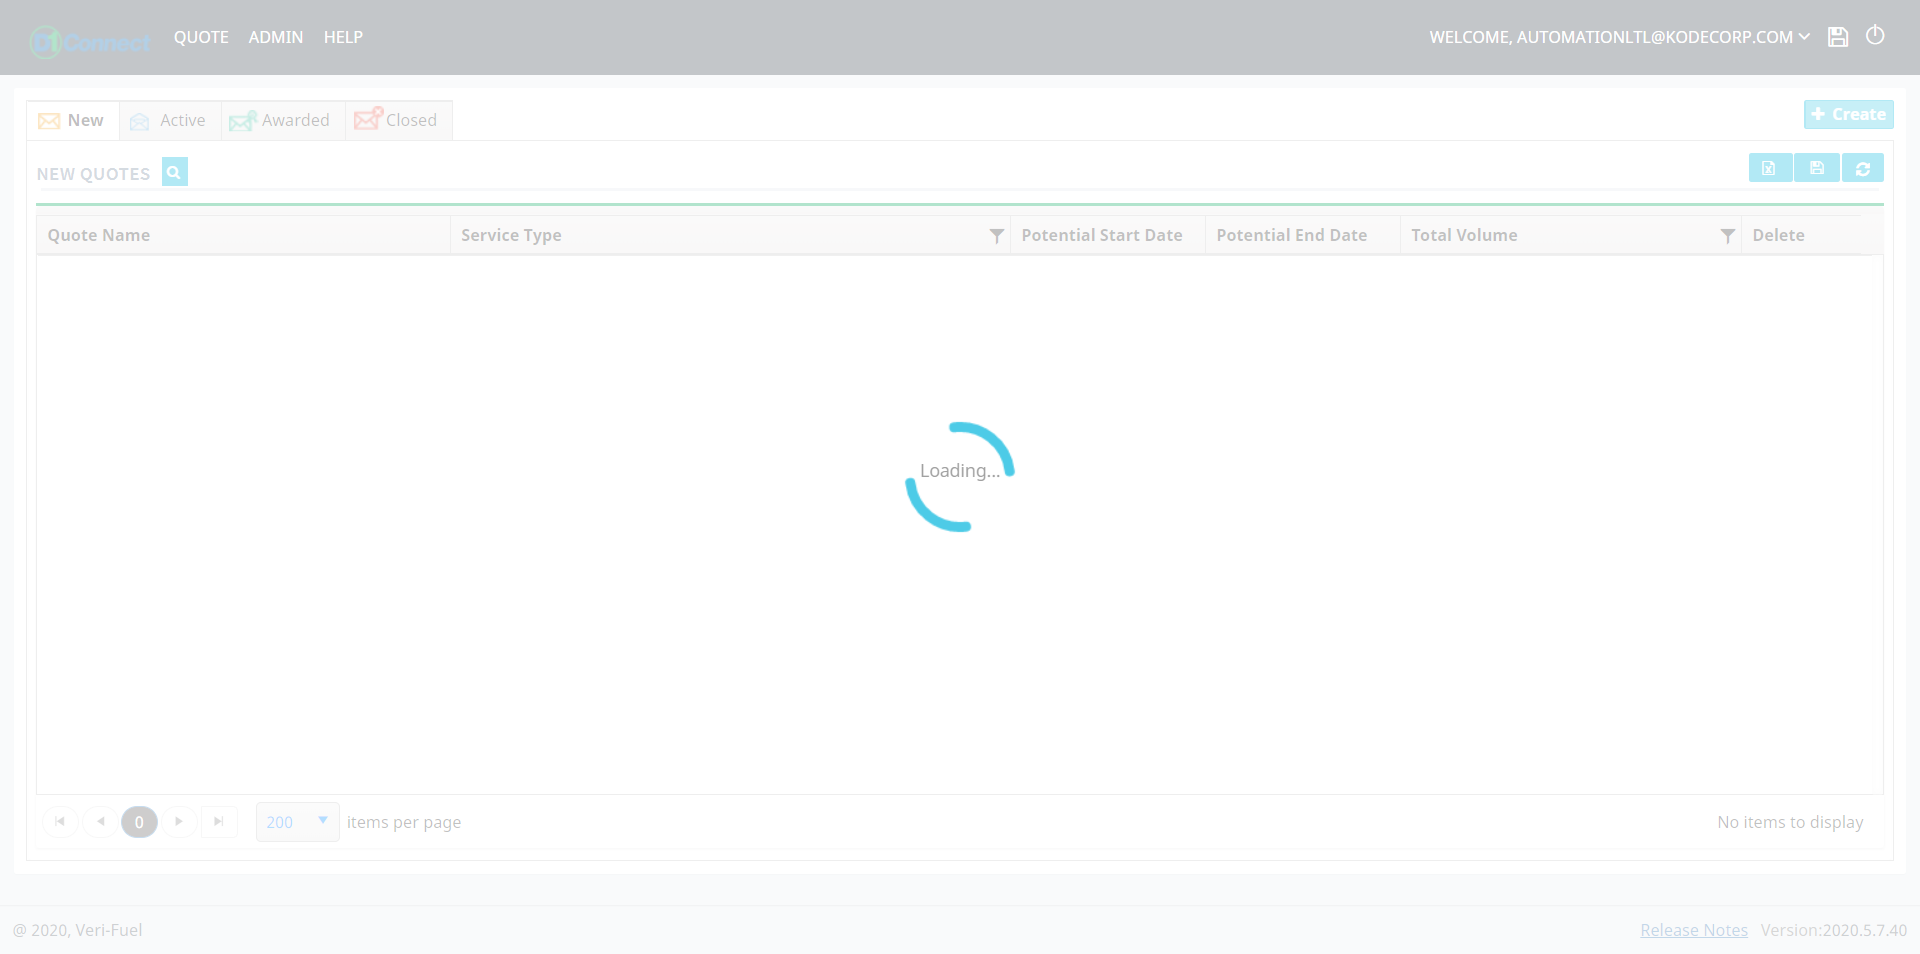 D1Connect QUOTE ADMIN HELP WELCOME, AUTOMATIONLTL@KODECORP.COM
New Active Awarded Closed Create
NEW QUOTES
Quote Name Service Type Potential Start Date Potential End Date Total Volume Delete
Loading...
0 200 items per page No items to display
@ 2020, Veri-Fuel Release Notes Version:2020.5.7.40